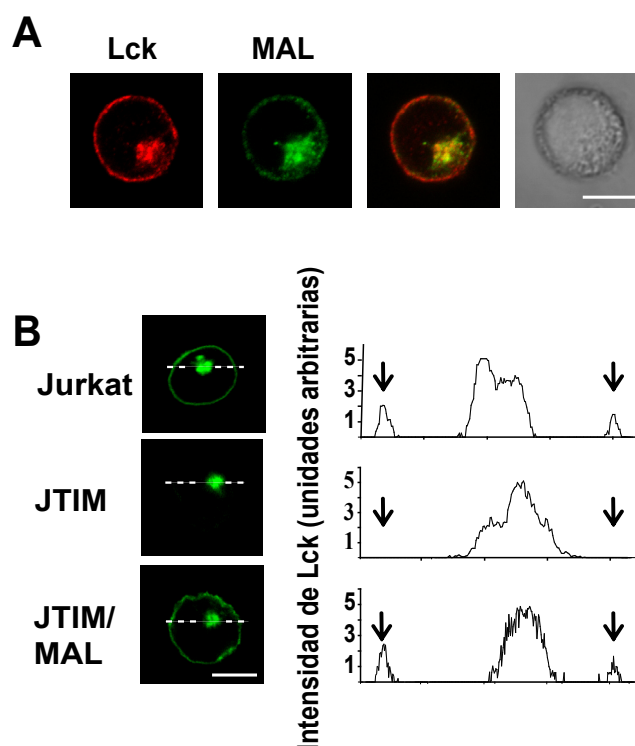 A
Lck MAL
B
Intensidad de Lck (unidades arbitrarias)
Jurkat
5
3
1
JTIM
5
3
1
JTIM/
MAL
5
3
1